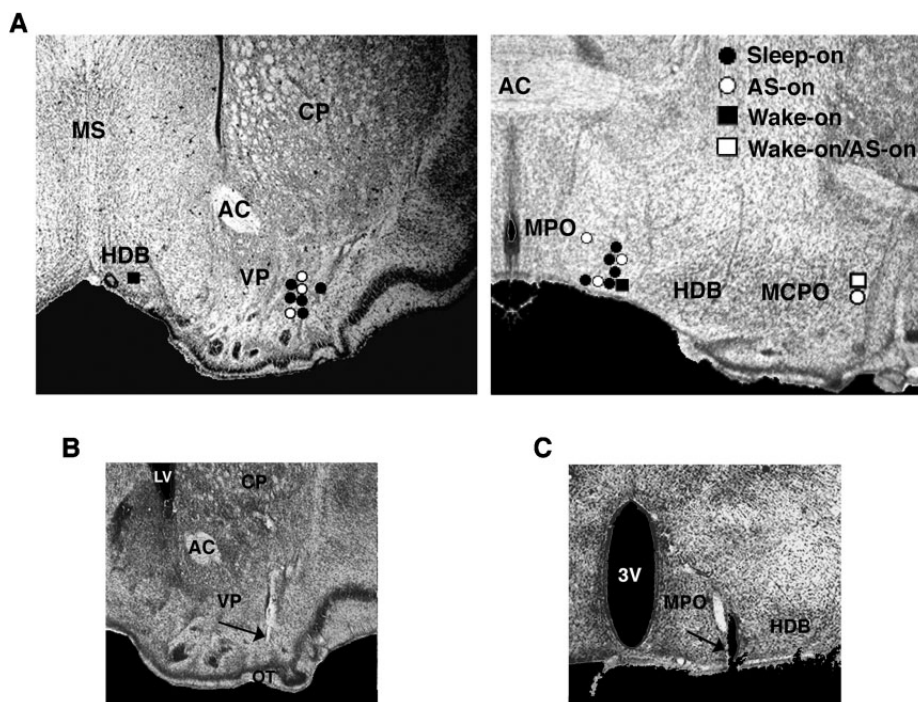 A
MS
CP
AC
HDB
VP
AC
Sleep-on
AS-on
Wake-on
Wake-on/AS-on
MPO
HDB
MCPO
B
LV
CP
AC
VP
OT
C
3V
MPO
HDB